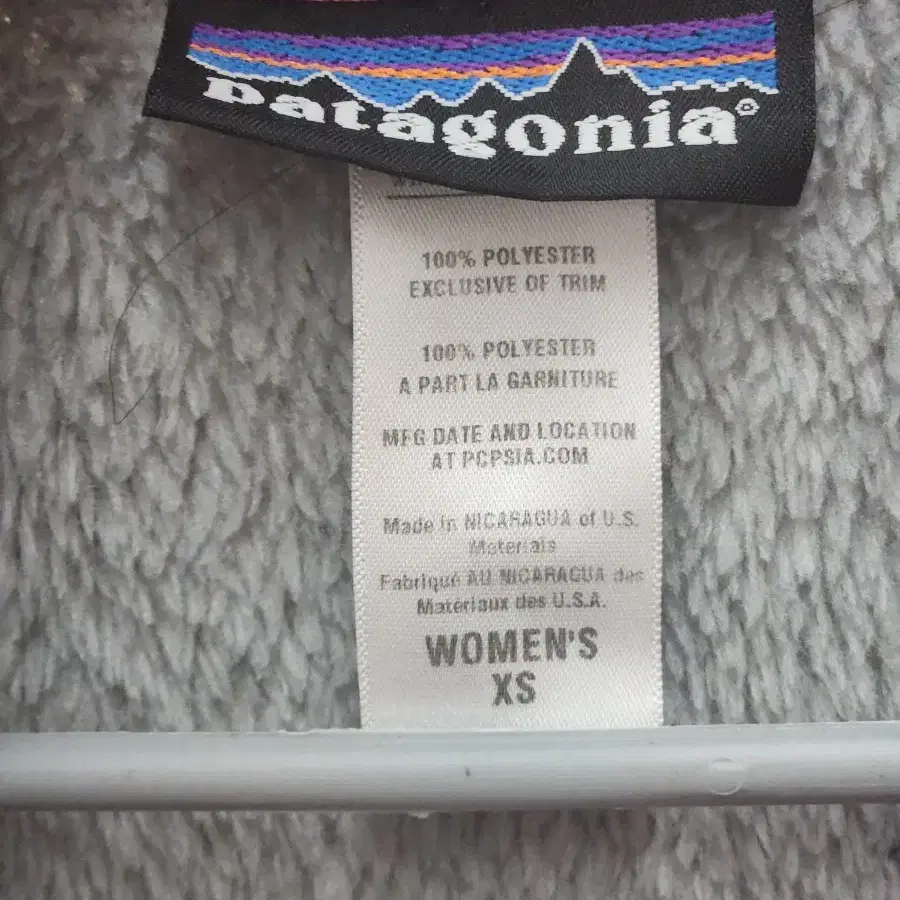 patagonia®
100% POLYESTER
EXCLUSIVE OF TRIM
100% POLYESTER
A PART LA GARNITURE
MFG DATE AND LOCATION
AT PCPSIA.COM
Made in NICARAGUA of U.S.
Materials
Fabriqué AU NICARAGUA des
Matériaux des U.S.A.
WOMEN'S
XS